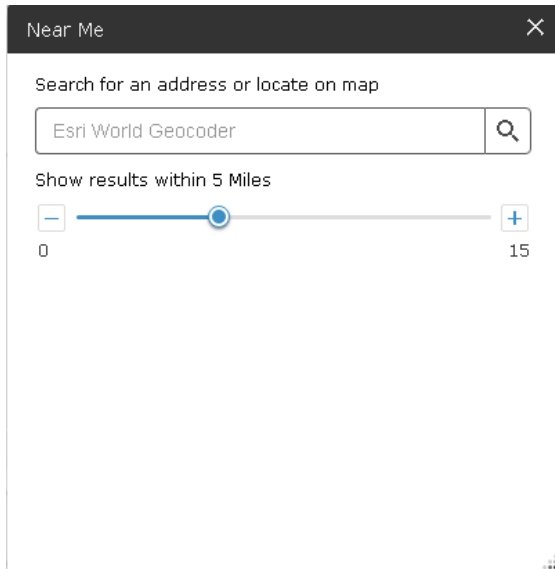 Near Me
Search for an address or locate on map
Esri World Geocoder
Show results within 5 Miles
0 15